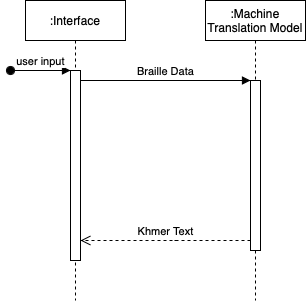 :Interface
:Machine
Translation Model
user input
Braille Data
Khmer Text